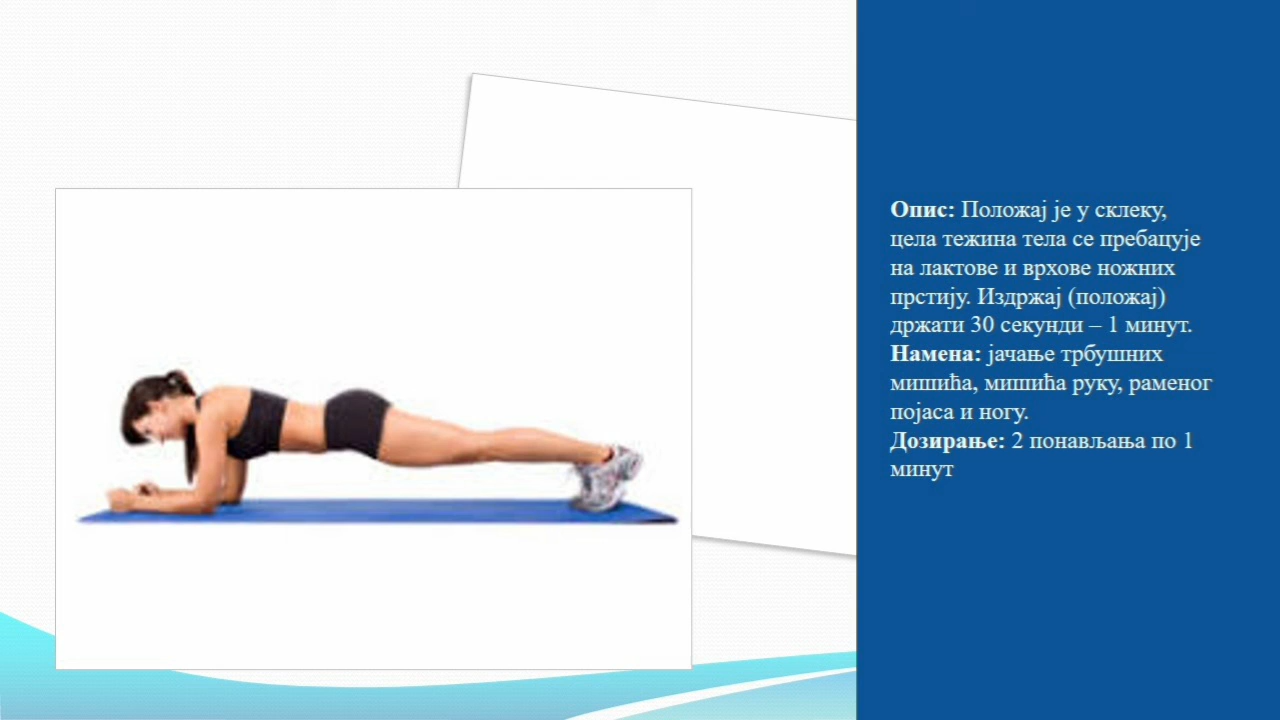 Опис: Положај је у склеку,
цела тежина тела се пребацује
на лактове и врхове ножних
прстију. Издржај (положај)
држати 30 секунди – 1 минут.
Намена: јачање трбушних
мишића, мишића руку, раменог
појаса и ногу.
Дозирање: 2 понављања по 1
минут